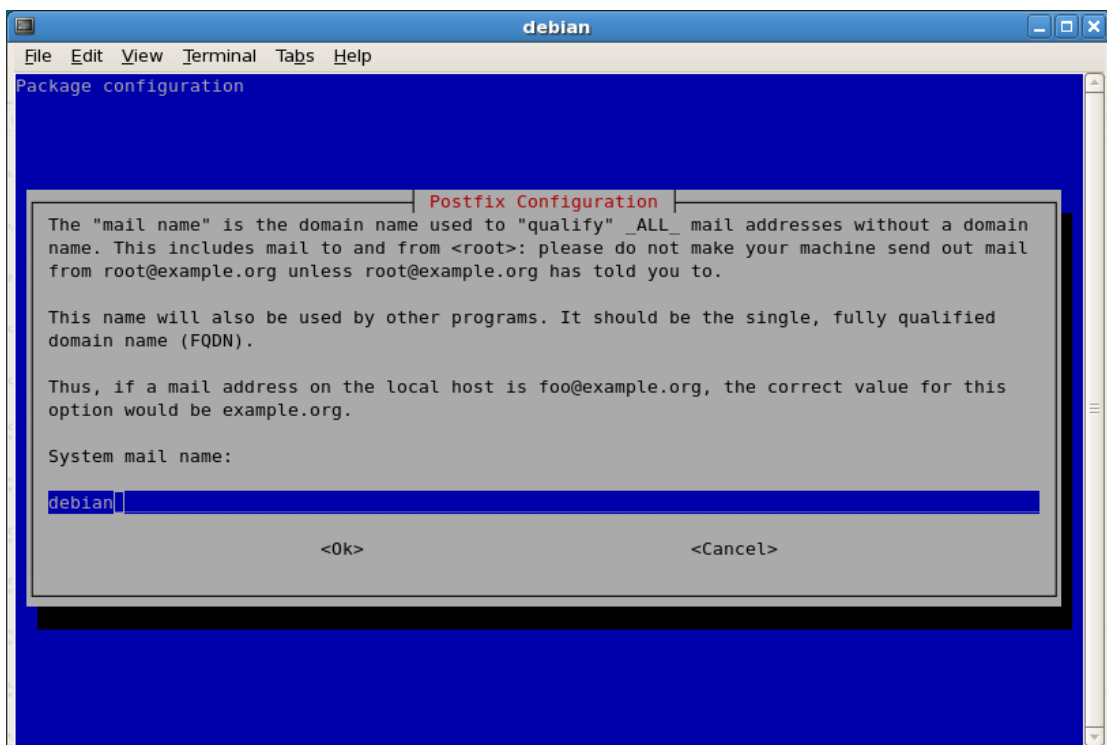 debian
File Edit View Terminal Tabs Help
Package configuration
Postfix Configuration
The "mail name" is the domain name used to "qualify" _ALL_ mail addresses without a domain
name. This includes mail to and from <root>: please do not make your machine send out mail
from root@example.org unless root@example.org has told you to.
This name will also be used by other programs. It should be the single, fully qualified
domain name (FQDN).
Thus, if a mail address on the local host is foo@example.org, the correct value for this
option would be example.org.
System mail name:
debian
<Ok> <Cancel>